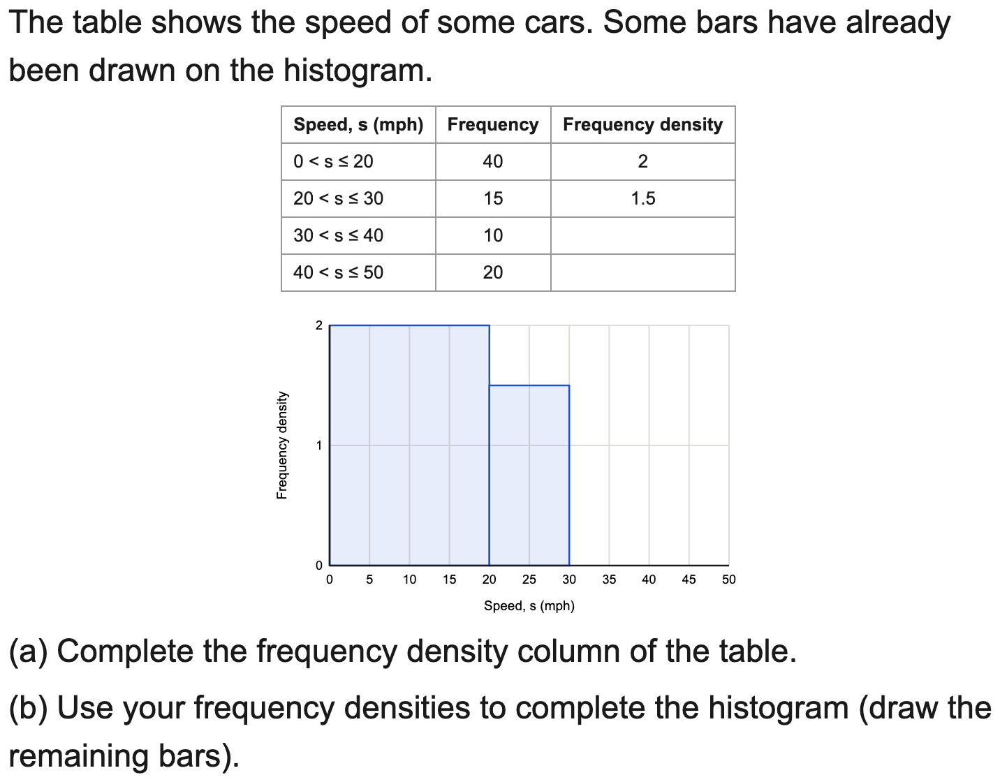 The table shows the speed of some cars. Some bars have already
been drawn on the histogram.
Speed, s (mph) Frequency Frequency density
0 < s ≤ 20 40 2
20 < s ≤ 30 15 1.5
30 < s ≤ 40 10
40 < s ≤ 50 20
2
1
0
Frequency density
0 5 10 15 20 25 30 35 40 45 50
Speed, s (mph)
(a) Complete the frequency density column of the table.
(b) Use your frequency densities to complete the histogram (draw the
remaining bars).